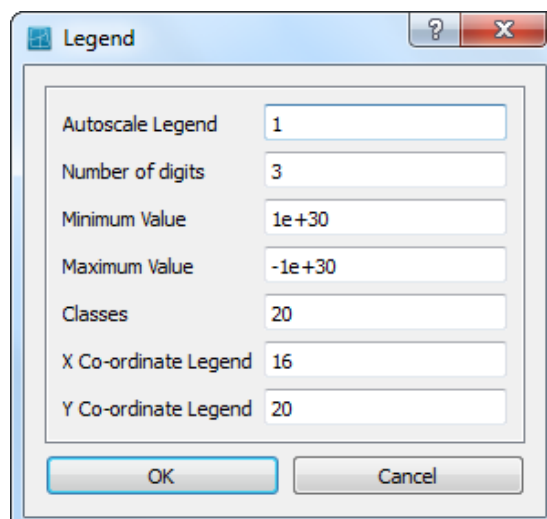 Legend
Autoscale Legend 1
Number of digits 3
Minimum Value 1e+30
Maximum Value -1e+30
Classes 20
X Co-ordinate Legend 16
Y Co-ordinate Legend 20
OK Cancel